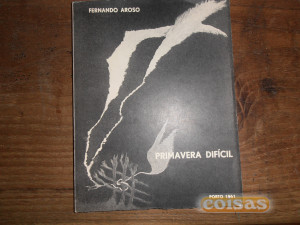 FERNANDO AROSO
PRIMAVERA DIFÍCIL
PORTO 1961
coisas